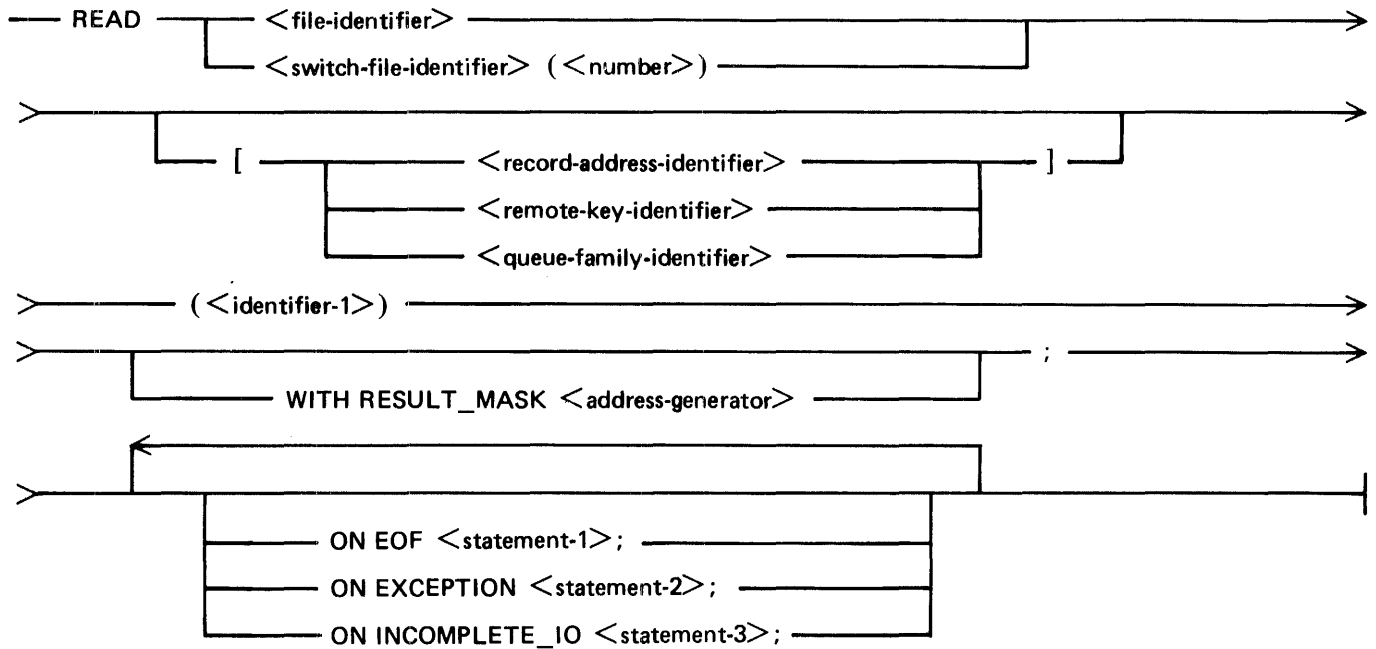 READ <file-identifier>
<switch-file-identifier> (<number>)
[ <record-address-identifier> ]
<remote-key-identifier>
<queue-family-identifier>
(<identifier-1>)
;
WITH RESULT_MASK <address-generator>
ON EOF <statement-1>;
ON EXCEPTION <statement-2>;
ON INCOMPLETE_IO <statement-3>;